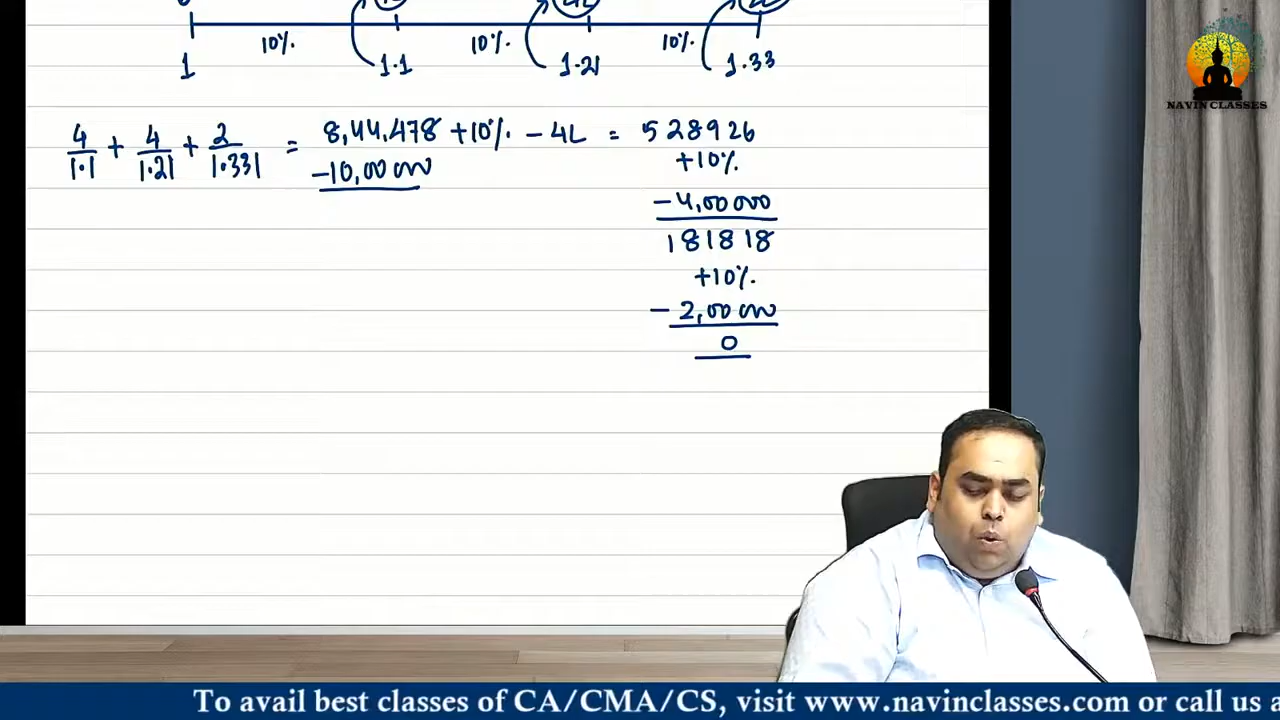 10% 10% 10%
1 1.1 1.21 1.33
NAVIN CLASSES
4/1.1 + 4/1.21 + 2/1.331 = 8,44,478 +10% - 4L = 528926
-10,00 000
+10%
-4,00 000
181818
+10%
- 2,00 000
0
To avail best classes of CA/CMA/CS, visit www.navinclasses.com or call us a